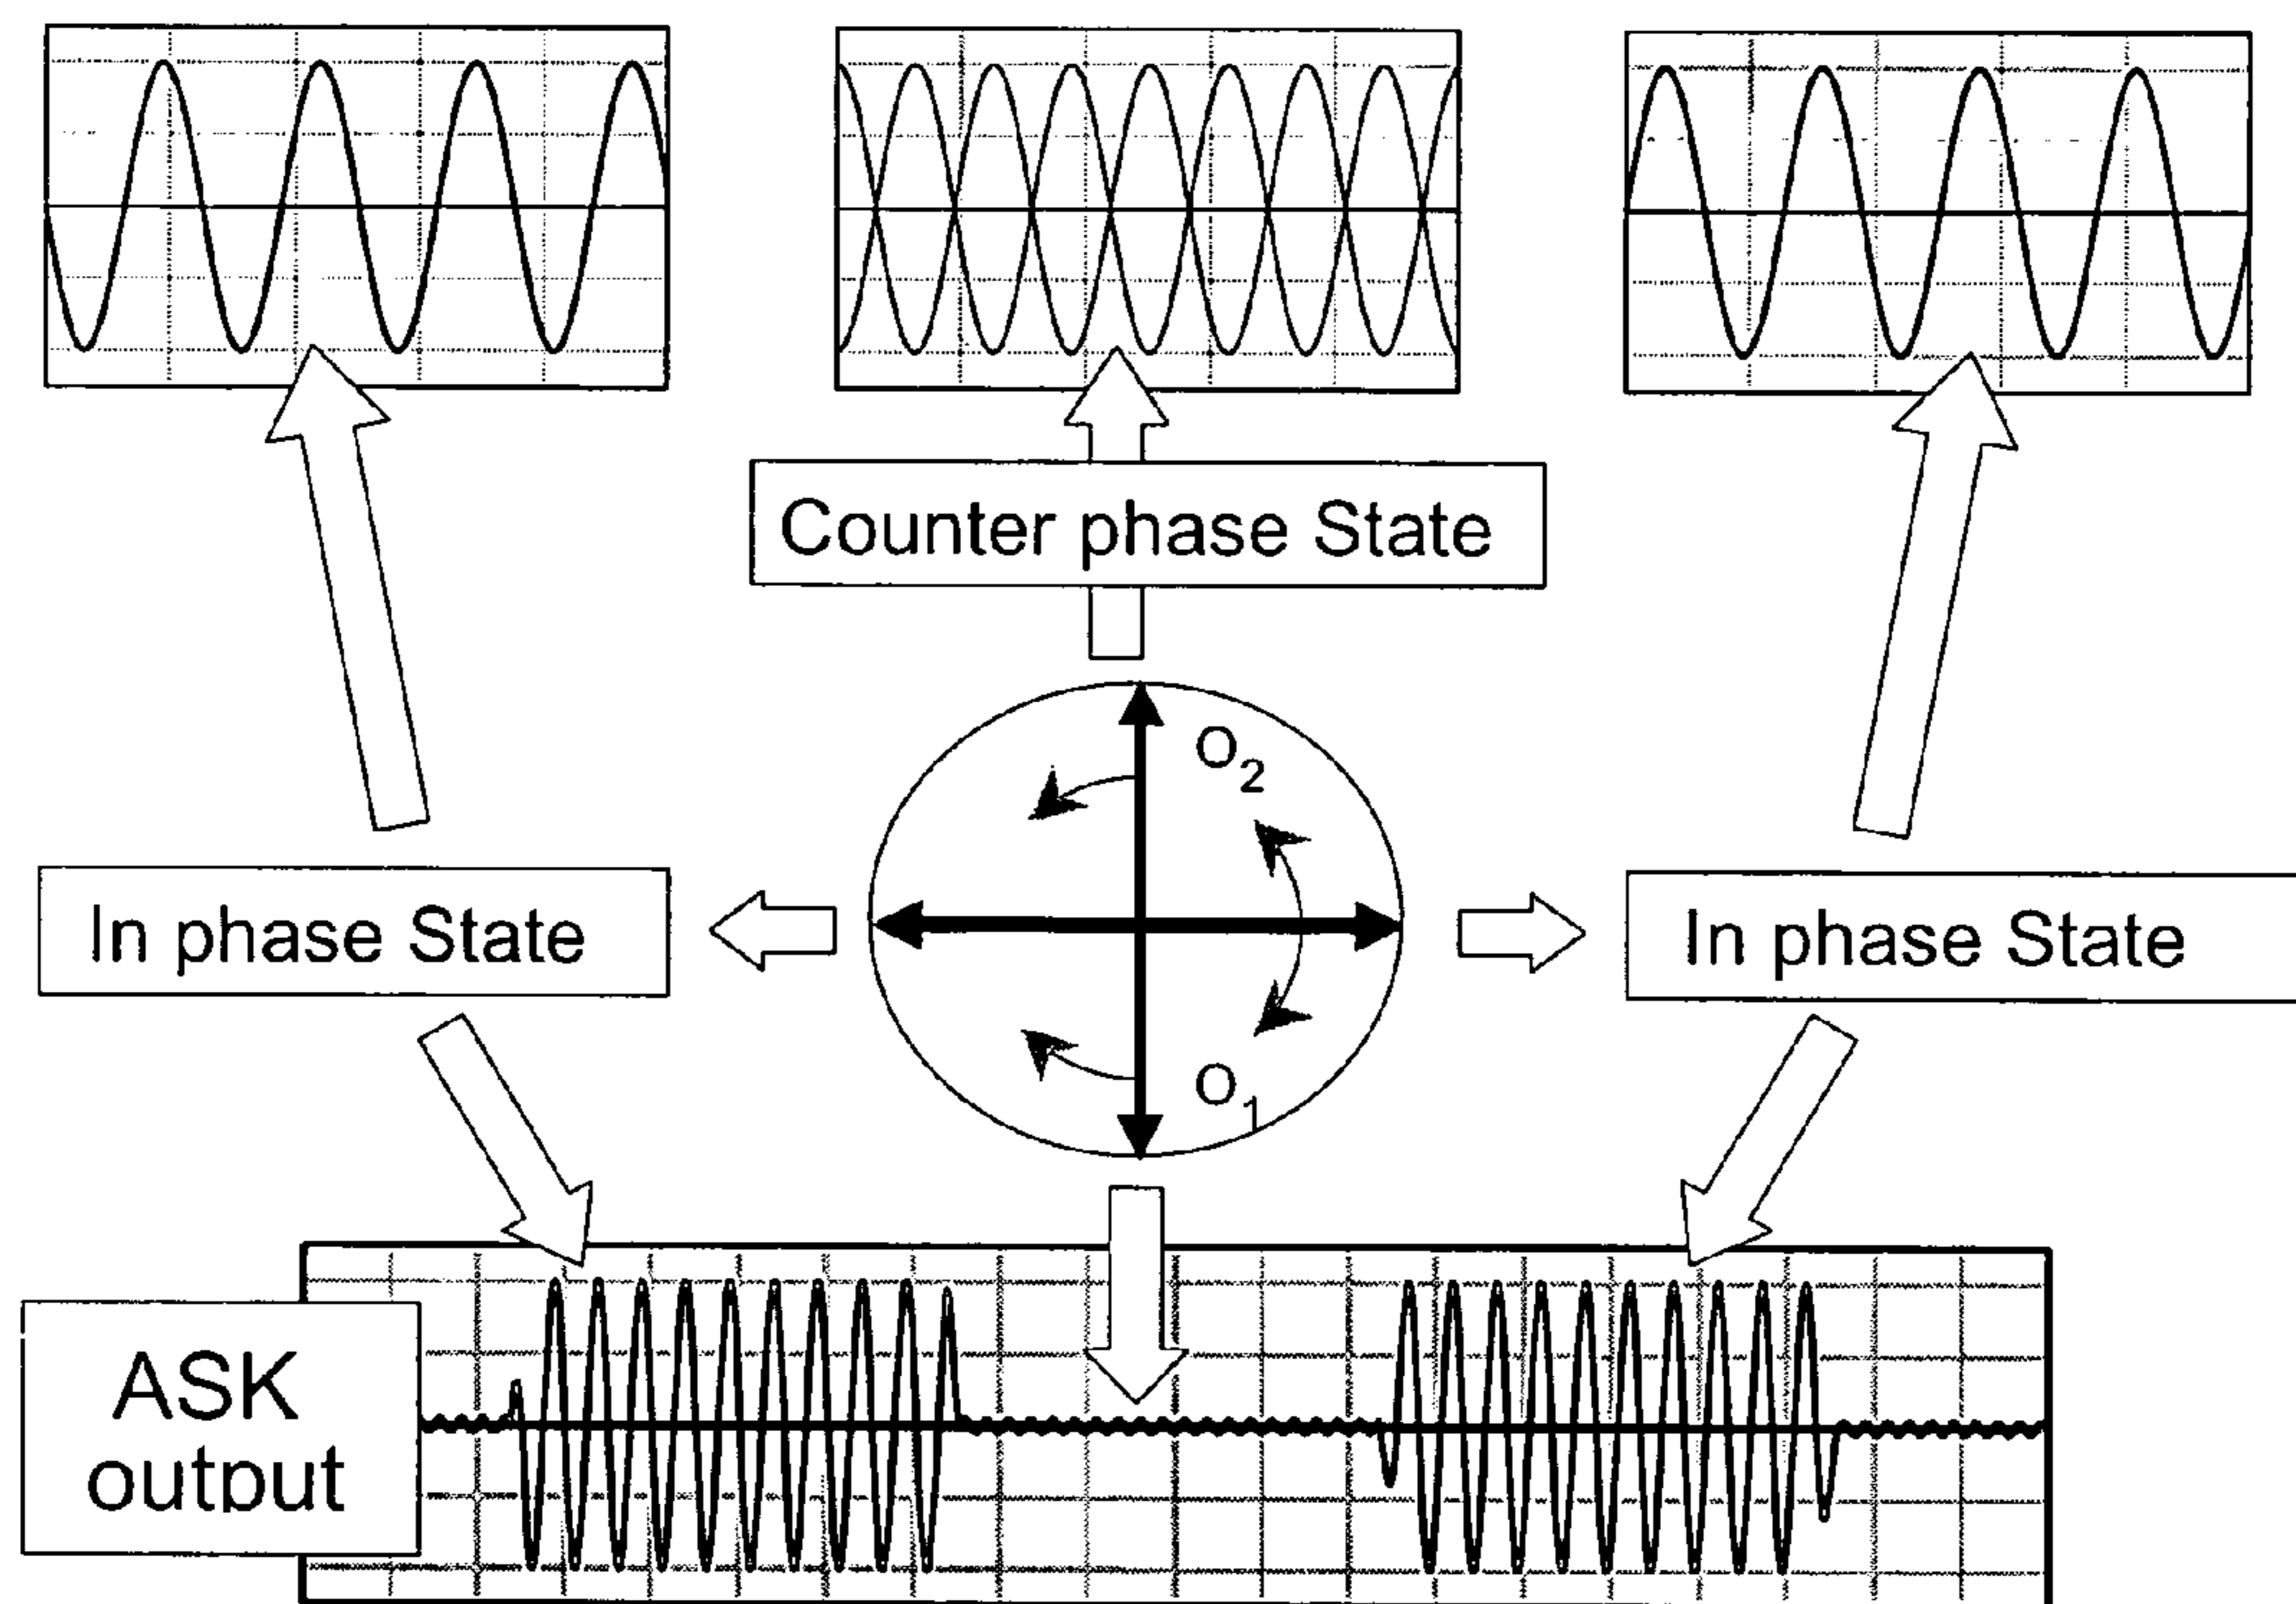 Counter phase State
O2
In phase State
In phase State
O1
ASK
output